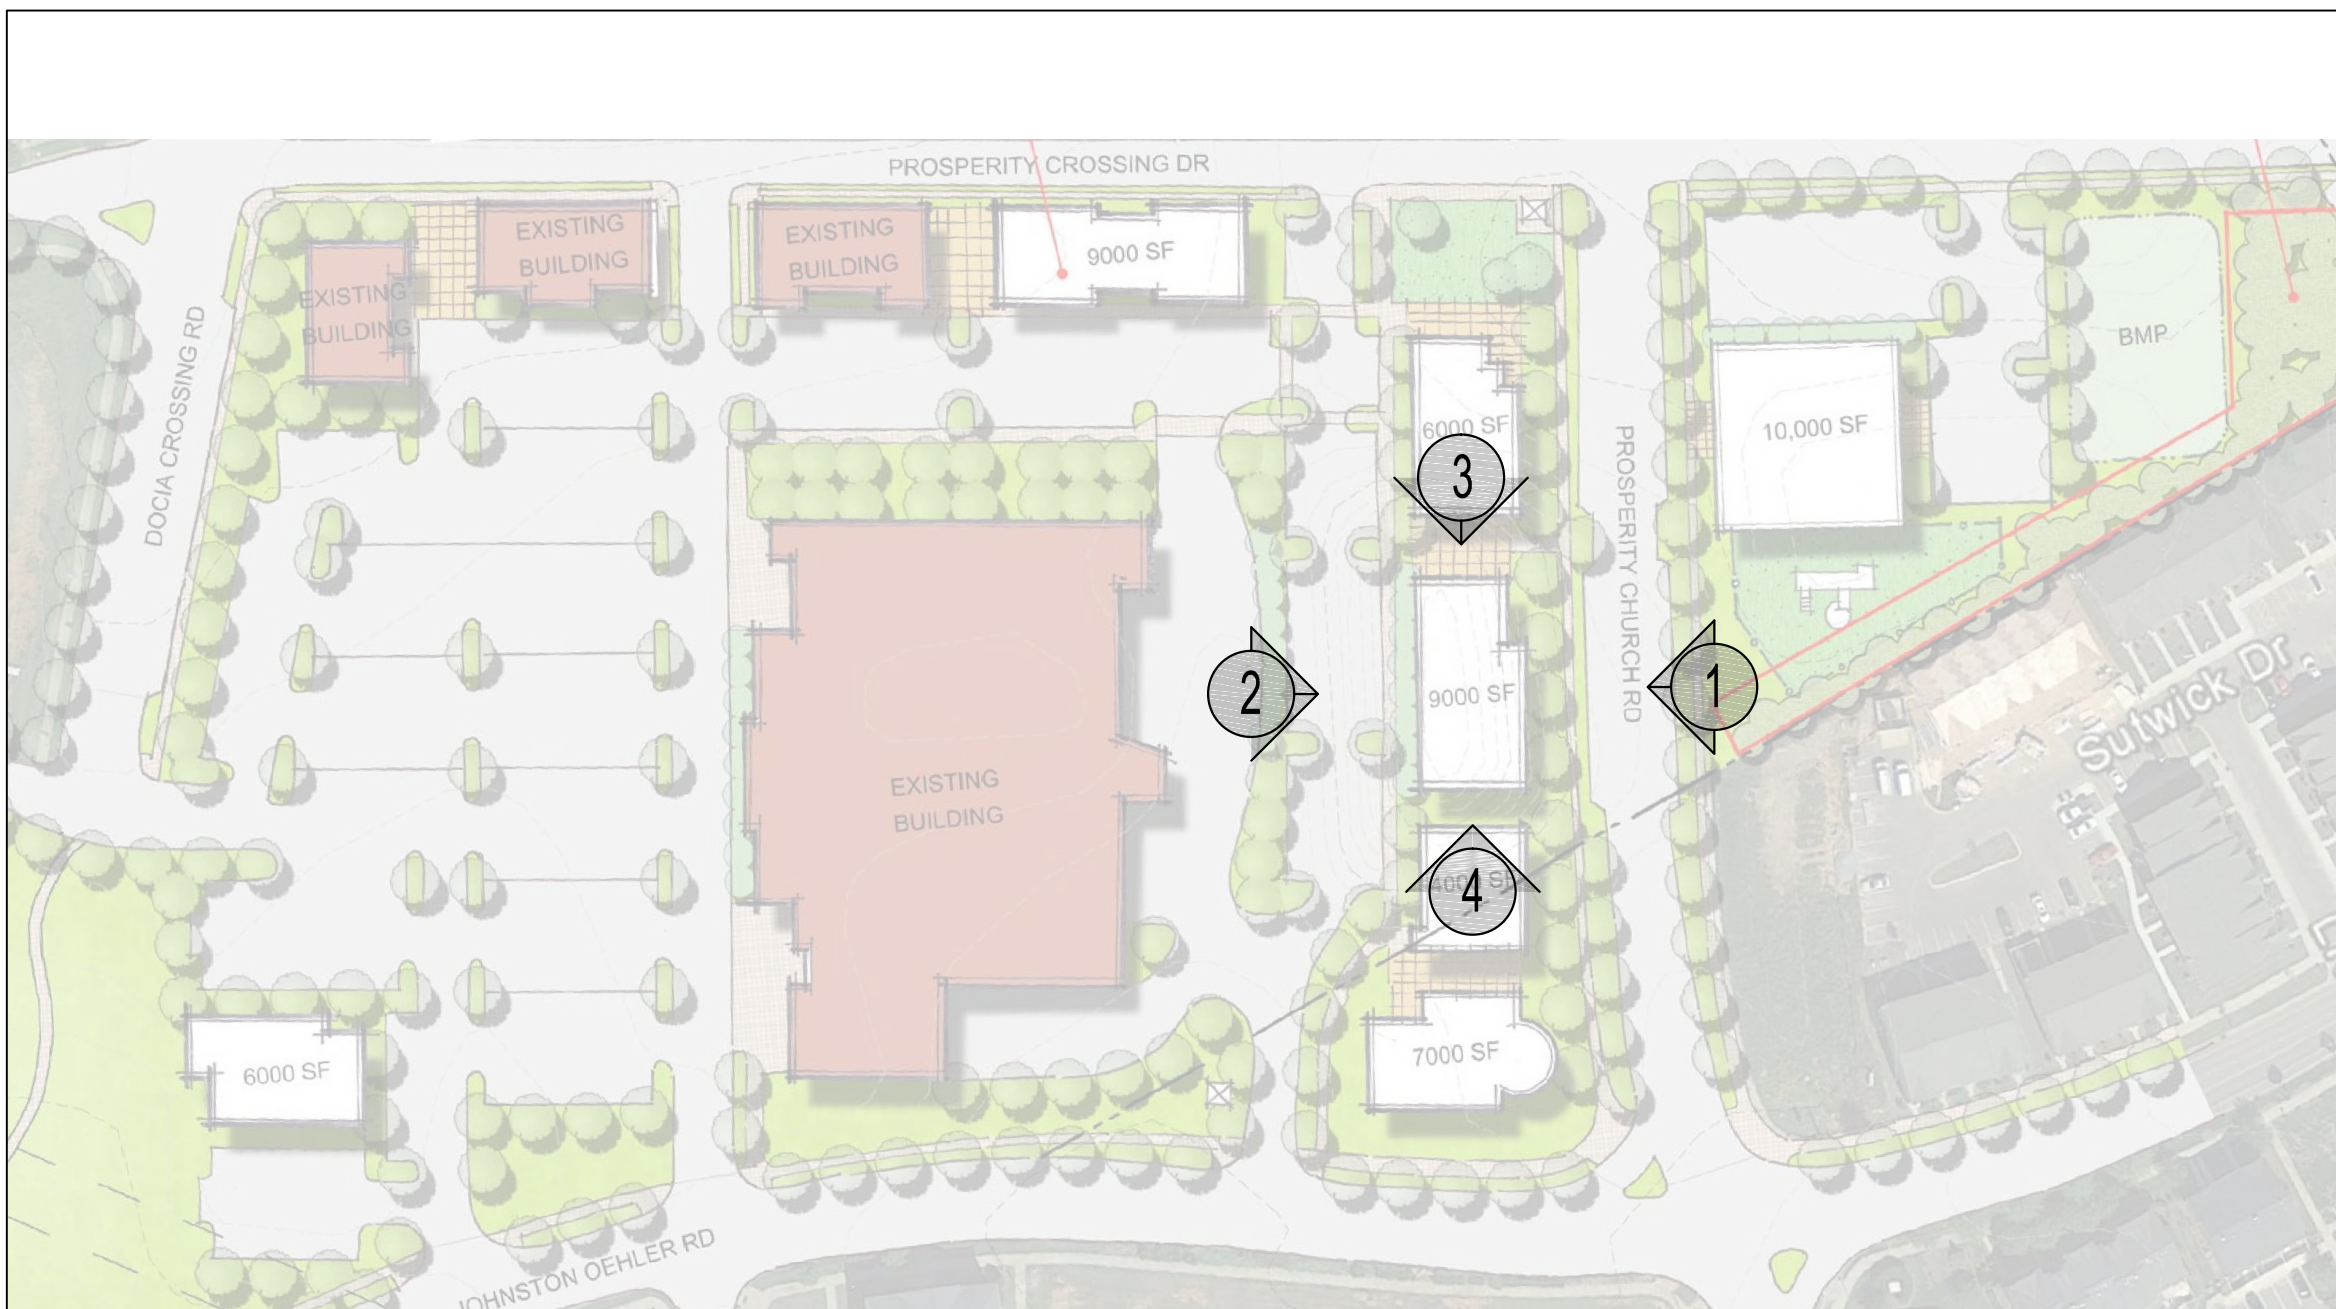 PROSPERITY CROSSING DR
EXISTING
BUILDING
EXISTING
BUILDING
9000 SF
EXISTING
BUILDING
BMP
DOCIA CROSSING RD
6000 SF
10,000 SF
3
PROSPERITY CHURCH RD
2
9000 SF
1
Sutwick Dr
EXISTING
BUILDING
4000 SF
4
7000 SF
6000 SF
JOHNSTON OEHLER RD